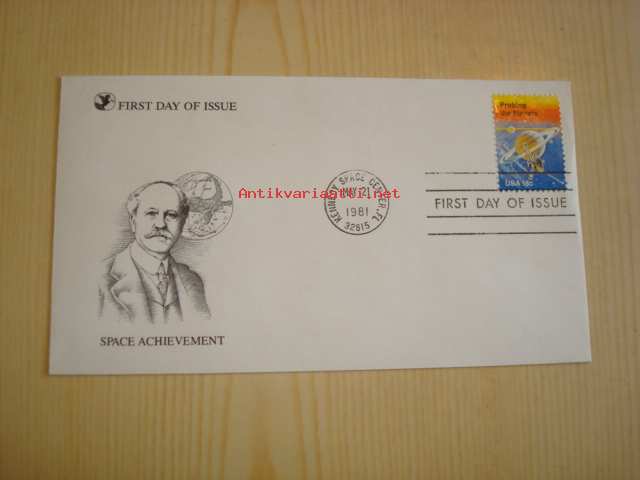 FIRST DAY OF ISSUE
Probing
the Planets
USA 18c
KENNEDY SPACE CENTER, FL
MAY 21
1981
32815
FIRST DAY OF ISSUE
Antikvariaatti.net
SPACE ACHIEVEMENT